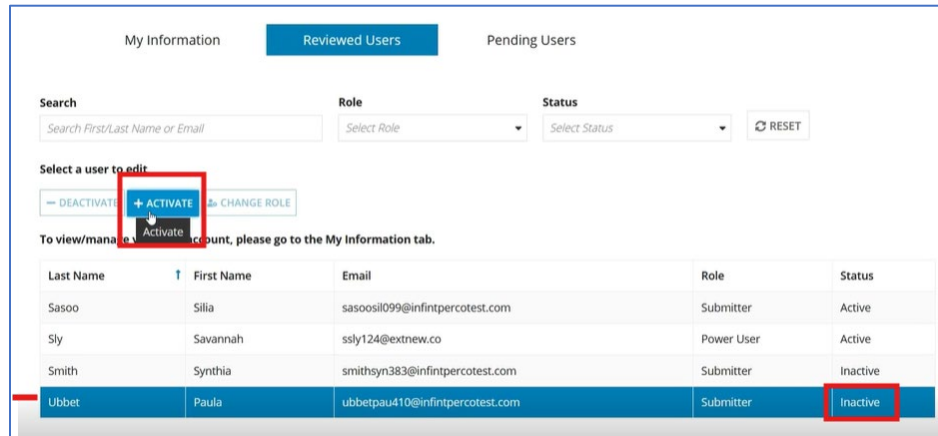 My Information Reviewed Users Pending Users
Search Role Status
Search First/Last Name or Email Select Role Select Status RESET
Select a user to edit
DEACTIVATE + ACTIVATE CHANGE ROLE
Activate
To view/manage account, please go to the My Information tab.
Last Name ↑ First Name Email Role Status
Sasoo Silia sasoosil099@infintpercotest.com Submitter Active
Sly Savannah ssly124@extnew.co Power User Active
Smith Synthia smithsyn383@infintpercotest.com Submitter Inactive
Ubbet Paula ubbetpau410@infintpercotest.com Submitter Inactive